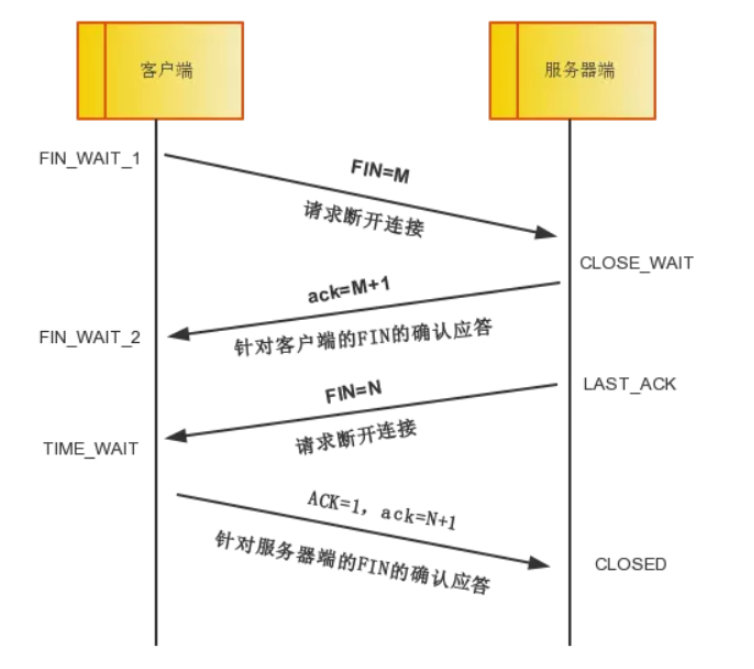 客户端
服务器端
FIN_WAIT_1
FIN=M
请求断开连接
CLOSE_WAIT
ack=M+1
FIN_WAIT_2
针对客户端的FIN的确认应答
LAST_ACK
FIN=N
请求断开连接
TIME_WAIT
ACK=1, ack=N+1
针对服务器端的FIN的确认应答
CLOSED